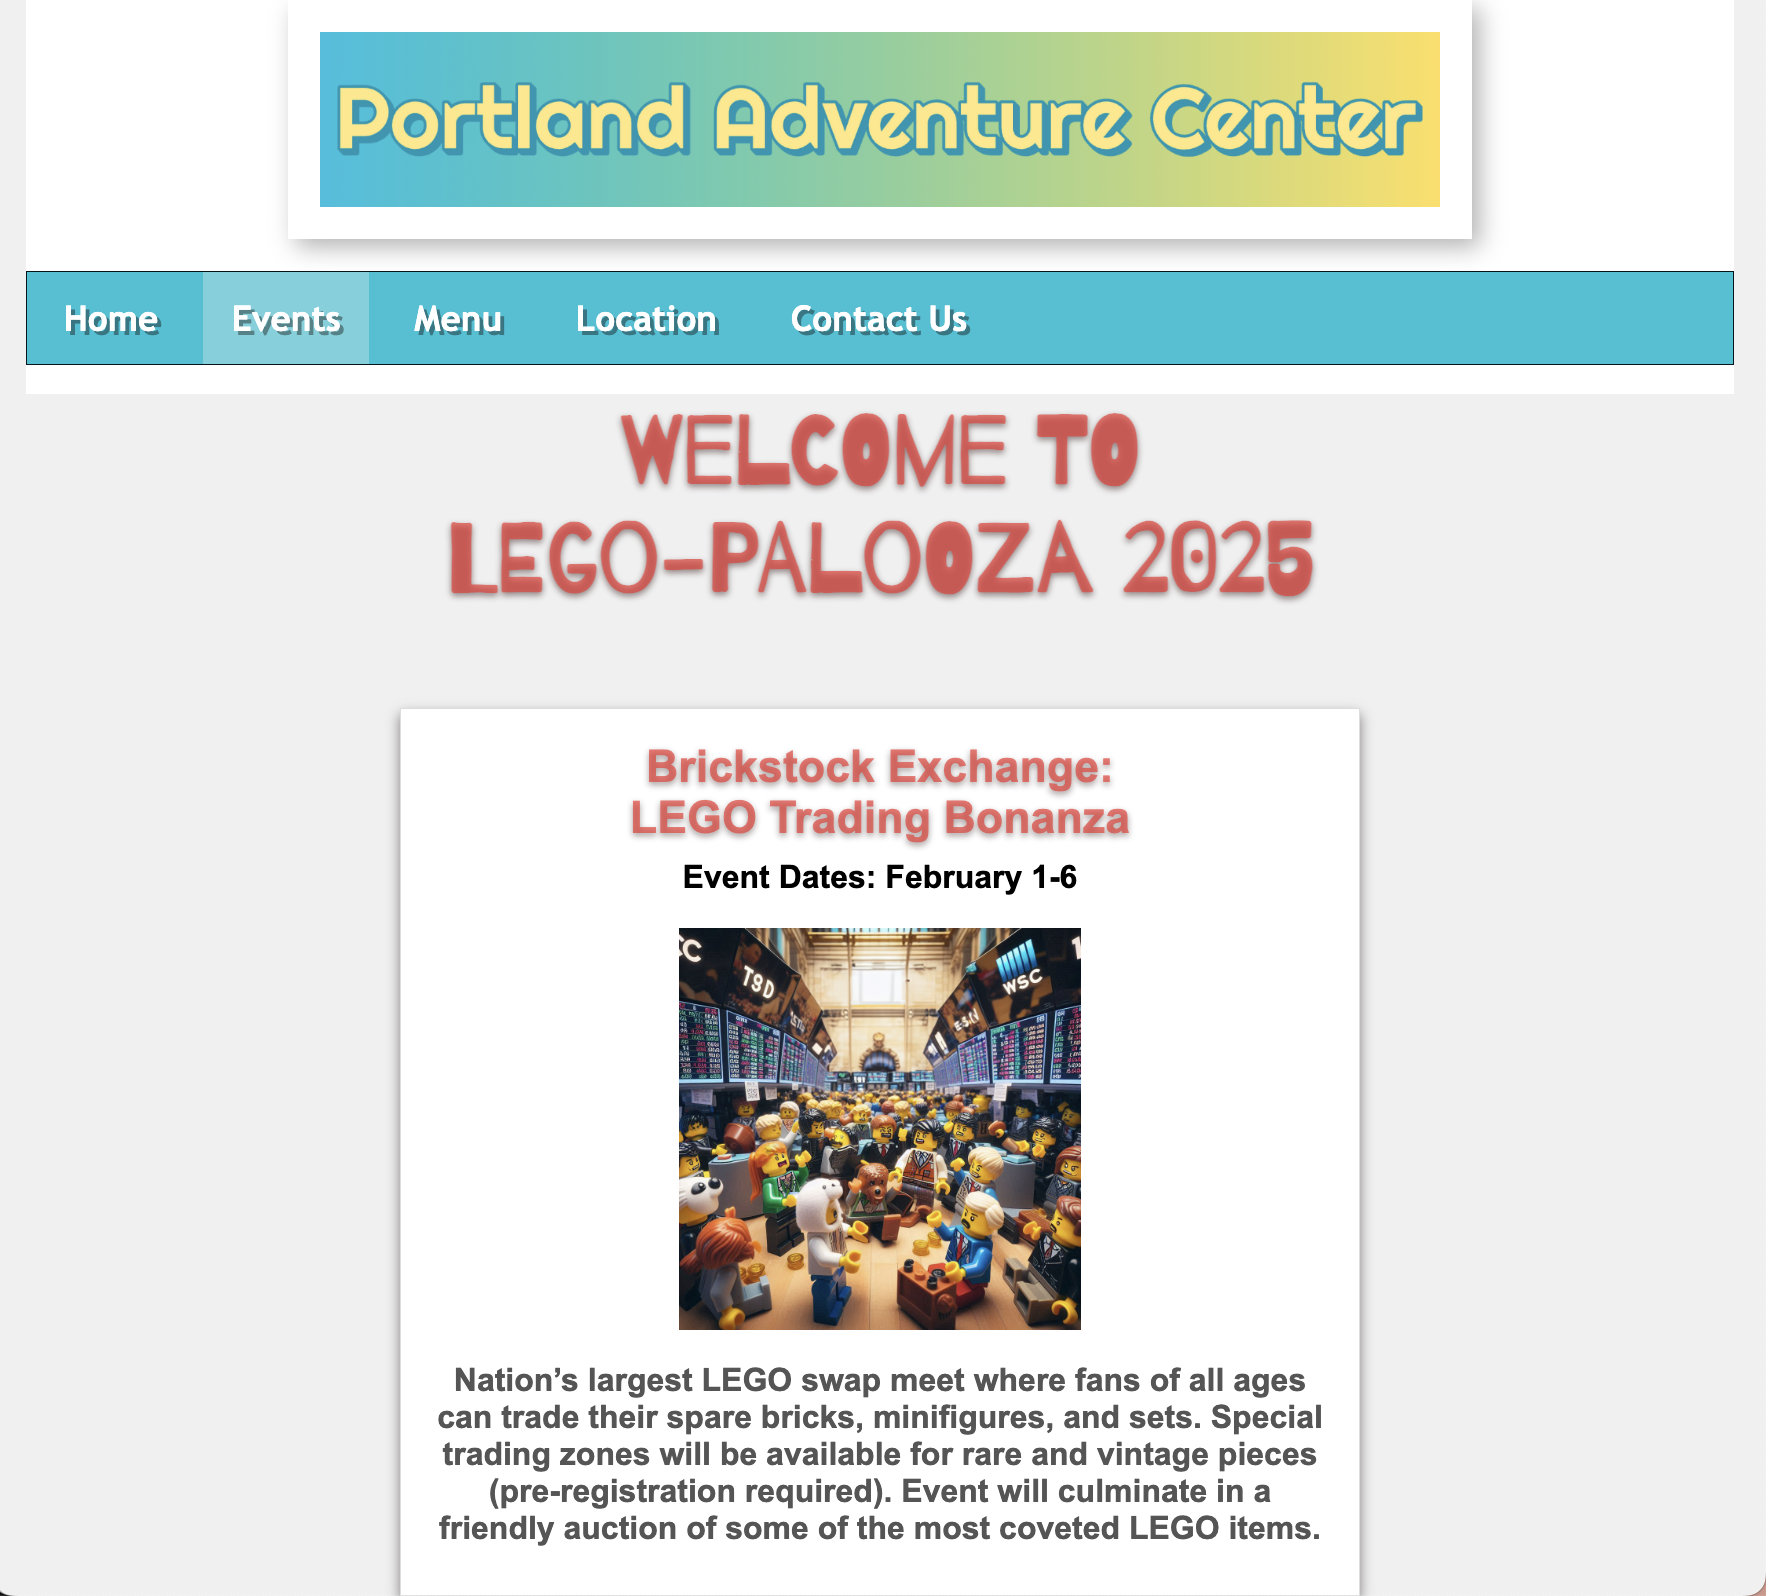 Portland Adventure Center
Home Events Menu Location Contact Us
WELCOME TO
LEGO-PALOOZA 2025
Brickstock Exchange:
LEGO Trading Bonanza
Event Dates: February 1-6
TSD
WSC
Nation’s largest LEGO swap meet where fans of all ages
can trade their spare bricks, minifigures, and sets. Special
trading zones will be available for rare and vintage pieces
(pre-registration required). Event will culminate in a
friendly auction of some of the most coveted LEGO items.